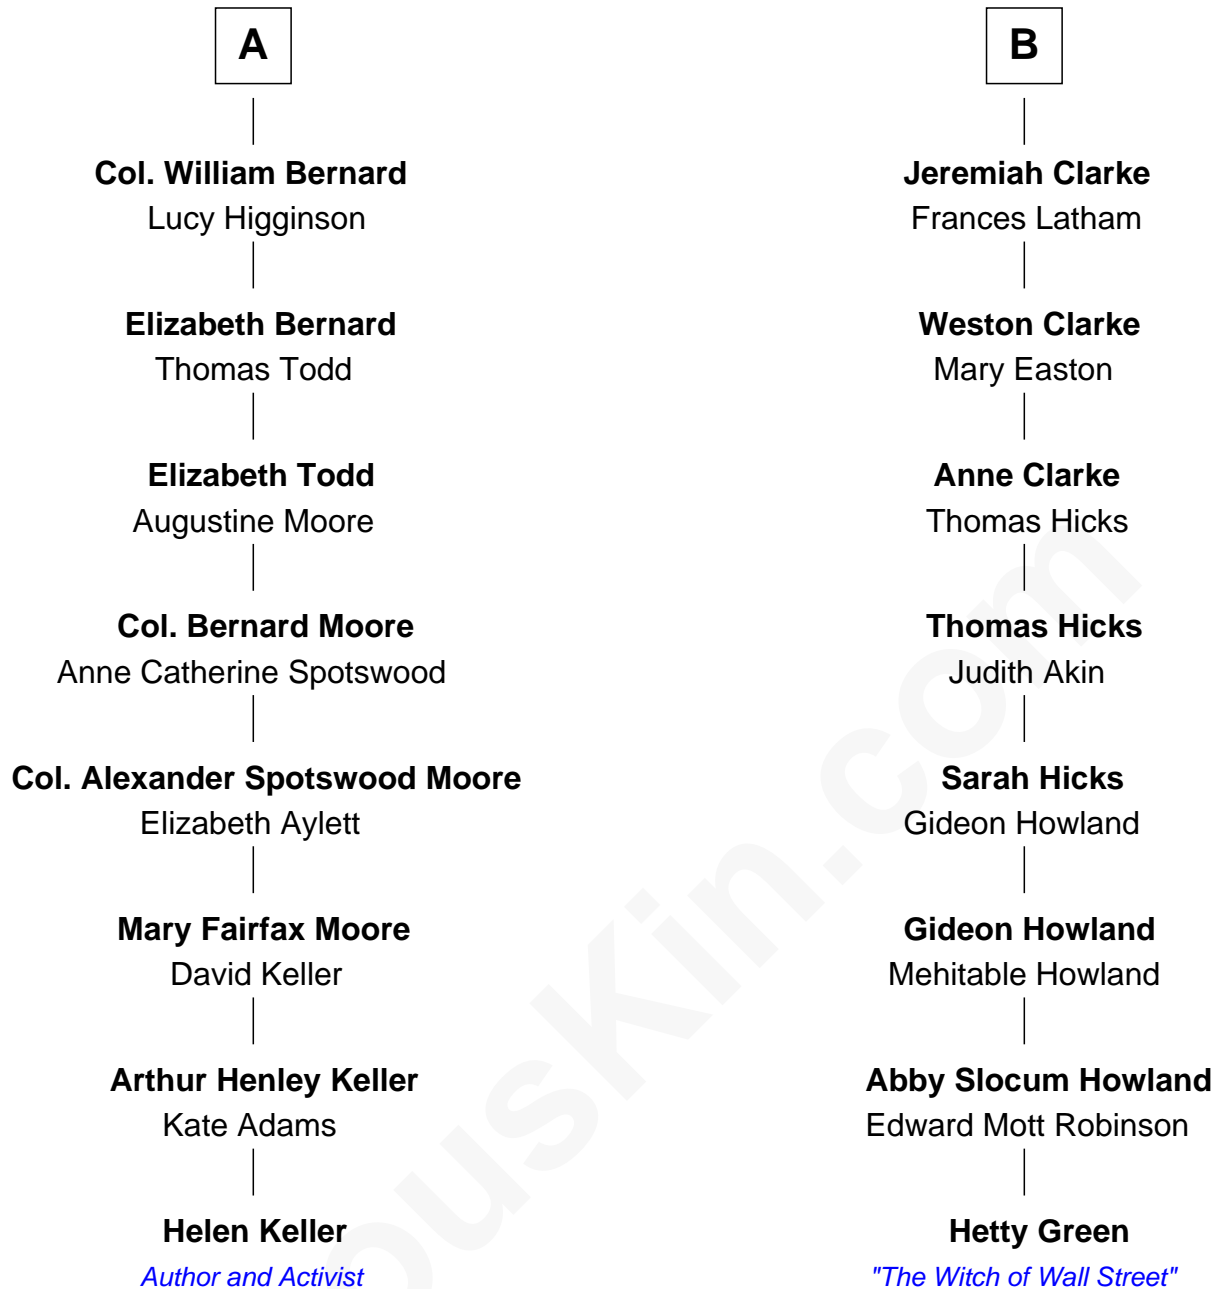 A
B
Col. William Bernard
Lucy Higginson
Jeremiah Clarke
Frances Latham
Elizabeth Bernard
Thomas Todd
Weston Clarke
Mary Easton
Elizabeth Todd
Augustine Moore
Anne Clarke
Thomas Hicks
Col. Bernard Moore
Anne Catherine Spotswood
Thomas Hicks
Judith Akin
Col. Alexander Spotswood Moore
Elizabeth Aylett
Sarah Hicks
Gideon Howland
Mary Fairfax Moore
David Keller
Gideon Howland
Mehitable Howland
Arthur Henley Keller
Kate Adams
Abby Slocum Howland
Edward Mott Robinson
Helen Keller
Author and Activist
Hetty Green
"The Witch of Wall Street"
ousKin.com